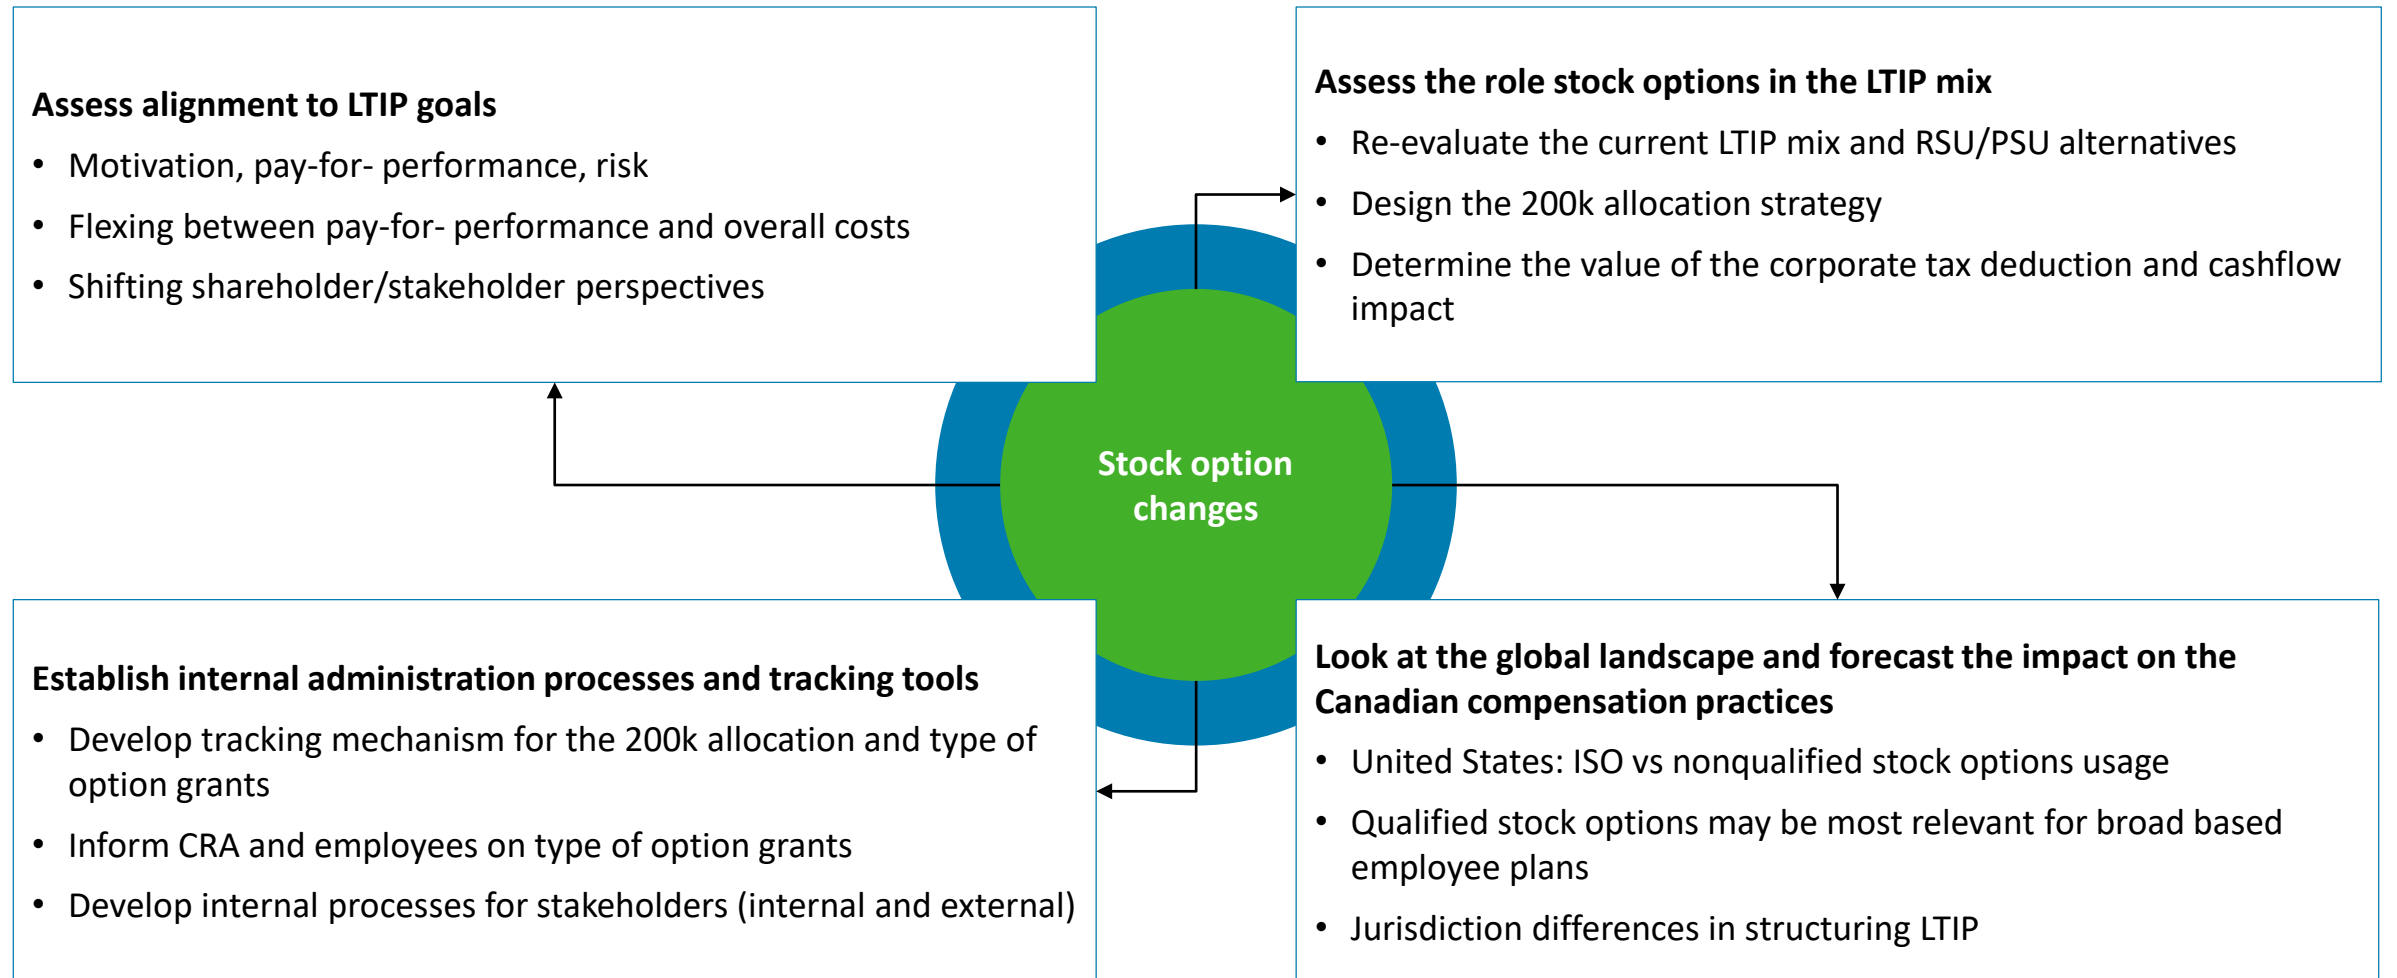 Assess alignment to LTIP goals
• Motivation, pay-for- performance, risk
• Flexing between pay-for- performance and overall costs
• Shifting shareholder/stakeholder perspectives
Assess the role stock options in the LTIP mix
• Re-evaluate the current LTIP mix and RSU/PSU alternatives
• Design the 200k allocation strategy
• Determine the value of the corporate tax deduction and cashflow
impact
Stock option
changes
Establish internal administration processes and tracking tools
• Develop tracking mechanism for the 200k allocation and type of
option grants
• Inform CRA and employees on type of option grants
• Develop internal processes for stakeholders (internal and external)
Look at the global landscape and forecast the impact on the
Canadian compensation practices
• United States: ISO vs nonqualified stock options usage
• Qualified stock options may be most relevant for broad based
employee plans
• Jurisdiction differences in structuring LTIP